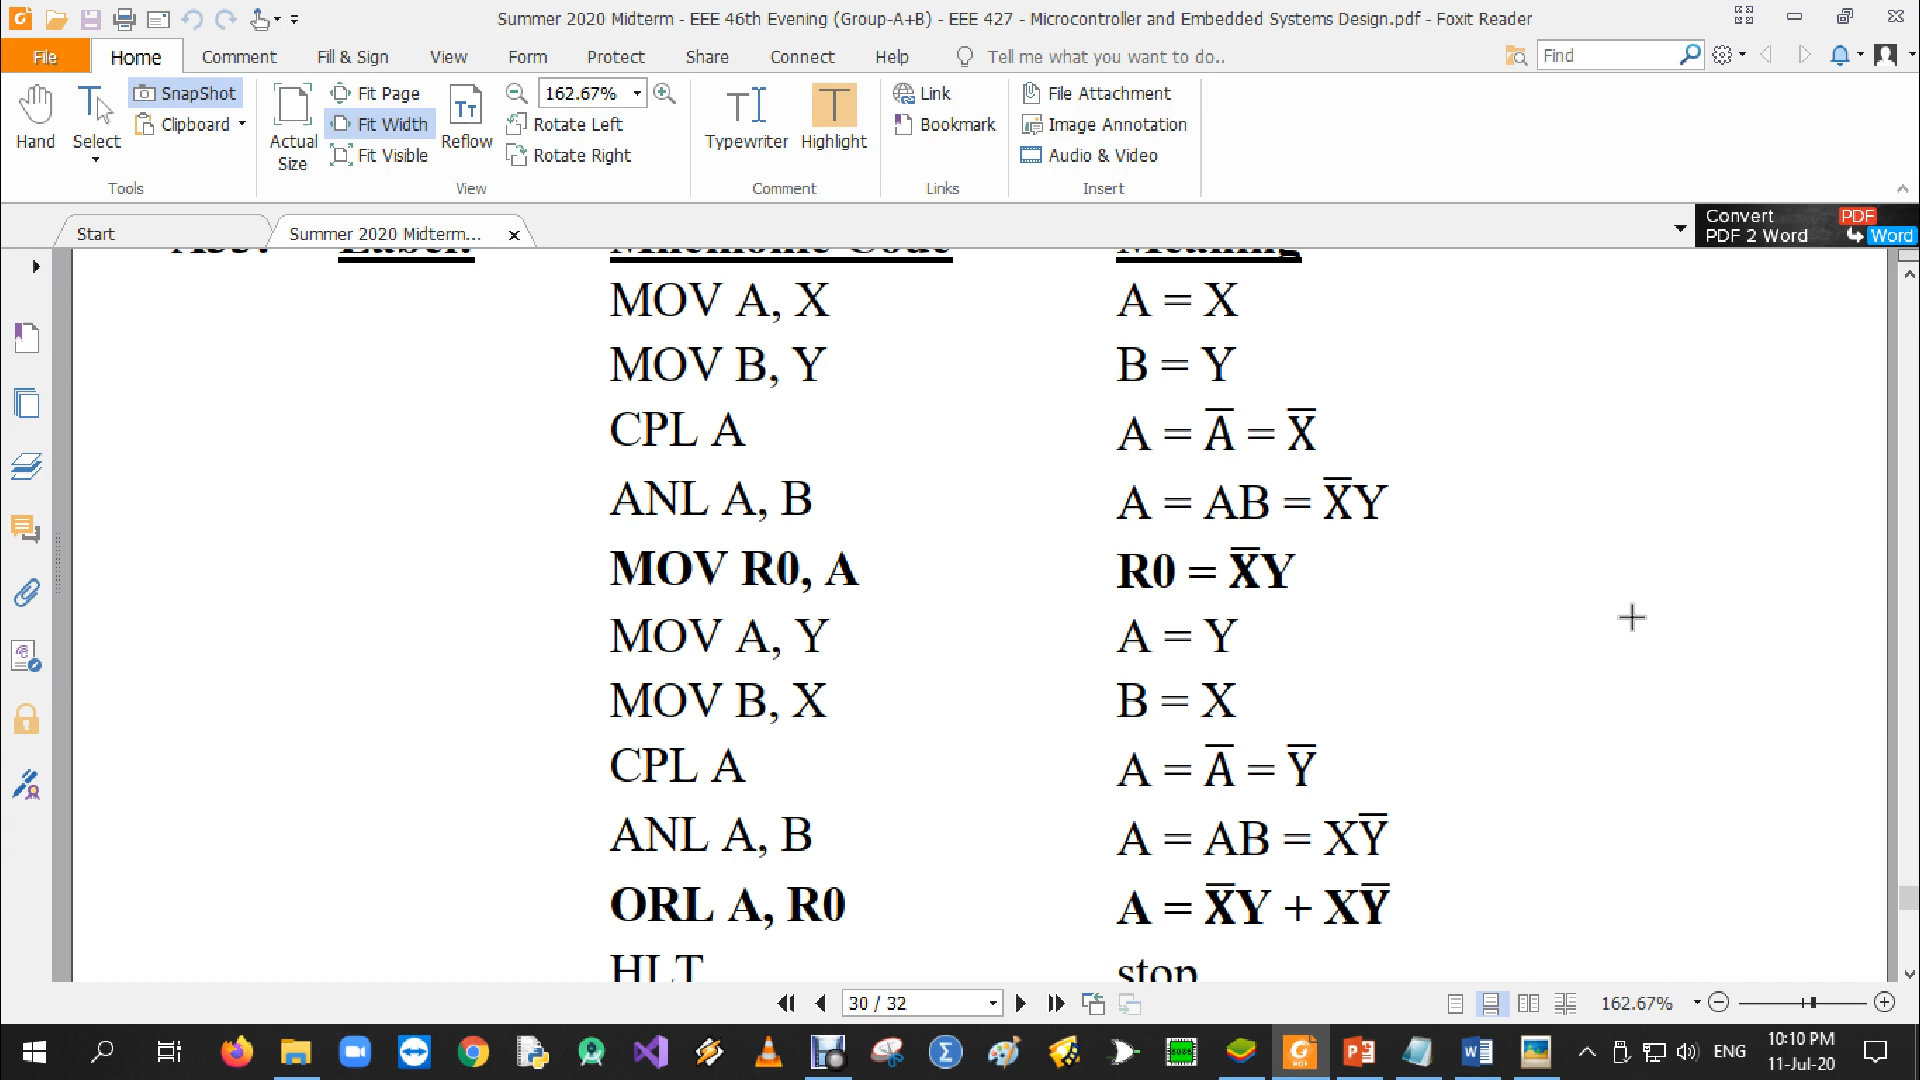 Summer 2020 Midterm - EEE 46th Evening (Group-A+B) - EEE 427 - Microcontroller and Embedded Systems Design.pdf - Foxit Reader
File Home Comment Fill & Sign View Form Protect Share Connect Help Tell me what you want to do.. Find
SnapShot Fit Page 162.67% Link File Attachment
Clipboard Fit Width Rotate Left Bookmark Image Annotation
Hand Select Actual Size Reflow Typewriter Highlight
Fit Visible Rotate Right Audio & Video
Tools View Comment Links Insert
Start Summer 2020 Midterm... Convert PDF
PDF 2 Word Word
Mnemonic Code Meaning
MOV A, X A = X
MOV B, Y B = Y
CPL A A = A̅ = X̅
ANL A, B A = AB = X̅Y
MOV R0, A R0 = X̅Y
MOV A, Y A = Y
MOV B, X B = X
CPL A A = A̅ = Y̅
ANL A, B A = AB = XY̅
ORL A, R0 A = X̅Y + XY̅
HLT stop
30 / 32 162.67%
ENG 10:10 PM
11-Jul-20